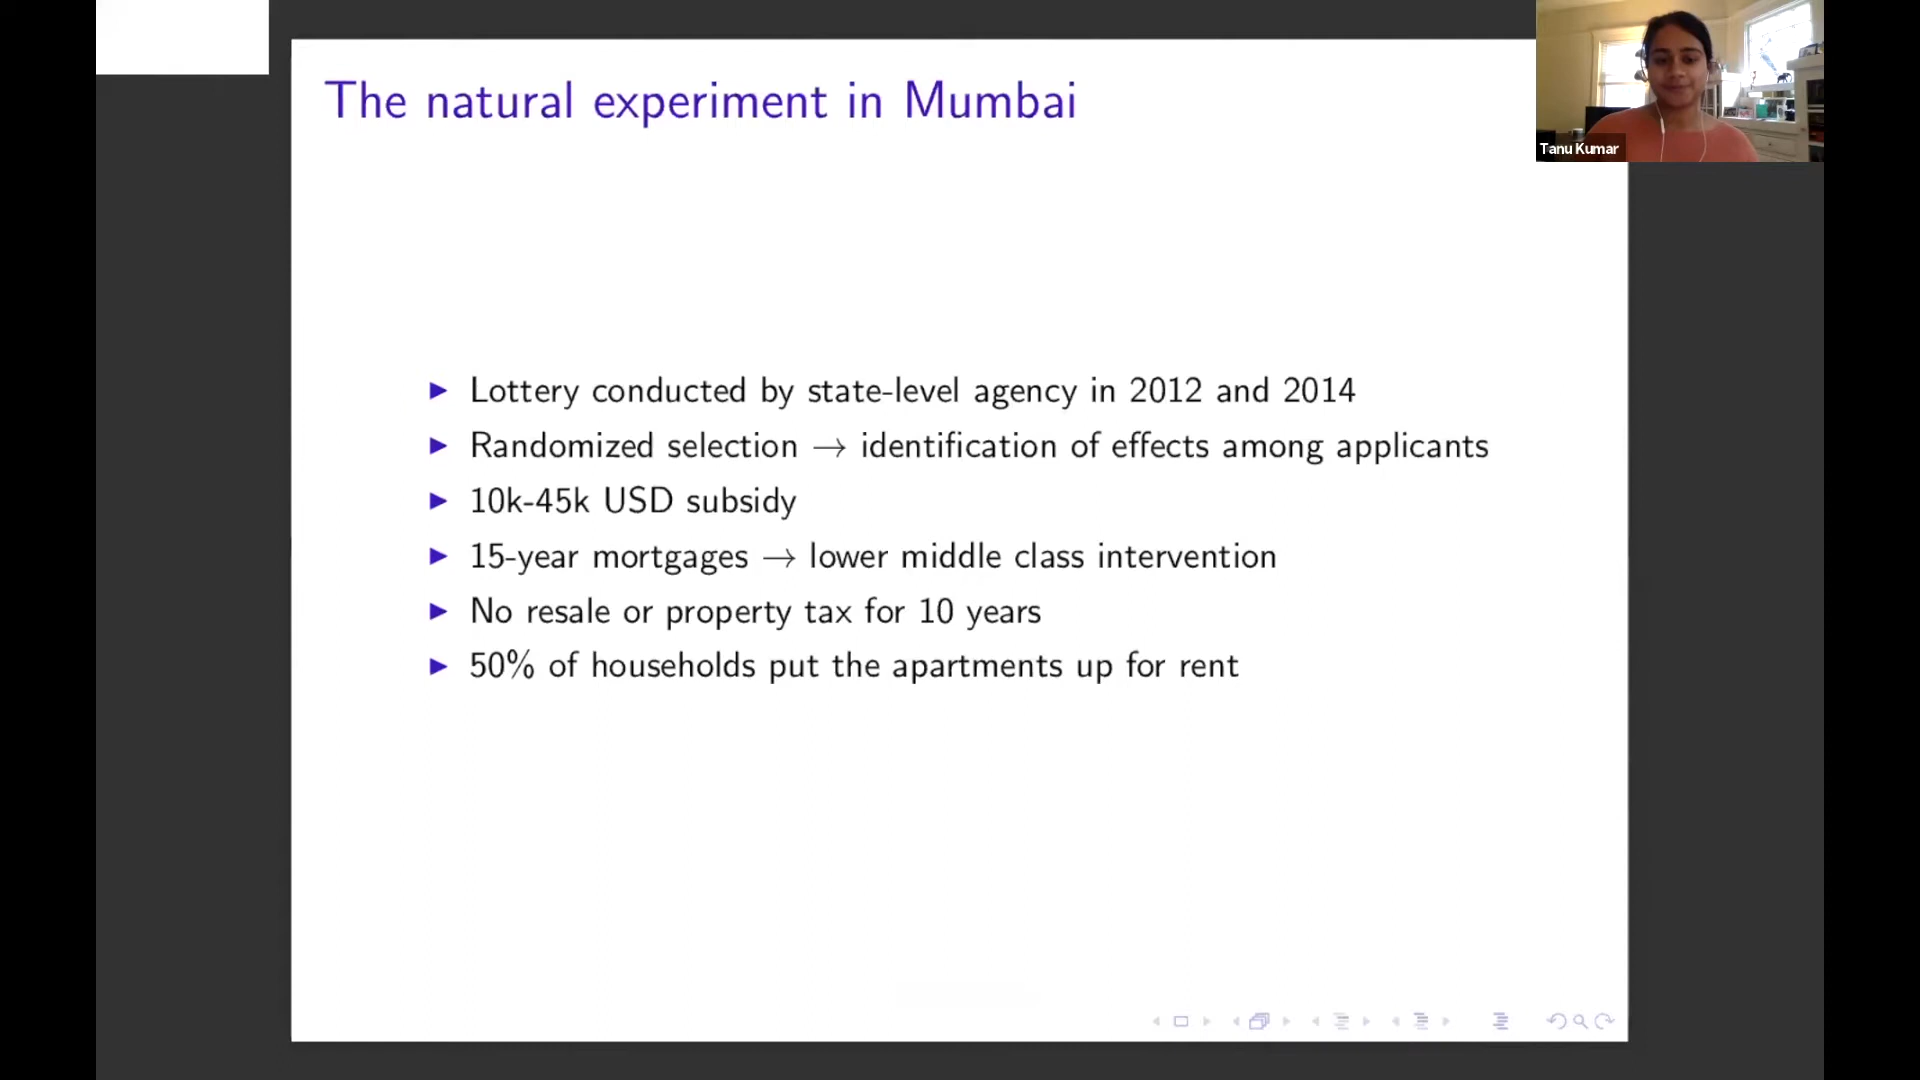 The natural experiment in Mumbai
Tanu Kumar
▶ Lottery conducted by state-level agency in 2012 and 2014
▶ Randomized selection → identification of effects among applicants
▶ 10k-45k USD subsidy
▶ 15-year mortgages → lower middle class intervention
▶ No resale or property tax for 10 years
▶ 50% of households put the apartments up for rent